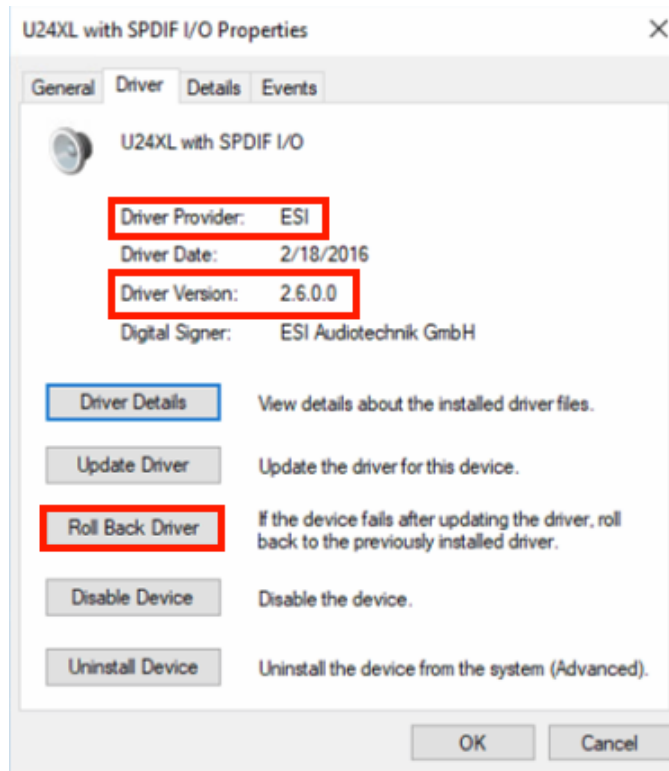 U24XL with SPDIF I/O Properties
General Driver Details Events
U24XL with SPDIF I/O
Driver Provider: ESI
Driver Date: 2/18/2016
Driver Version: 2.6.0.0
Digital Signer: ESI Audiotechnik GmbH
Driver Details View details about the installed driver files.
Update Driver Update the driver for this device.
Roll Back Driver If the device fails after updating the driver, roll
back to the previously installed driver.
Disable Device Disable the device.
Uninstall Device Uninstall the device from the system (Advanced).
OK Cancel